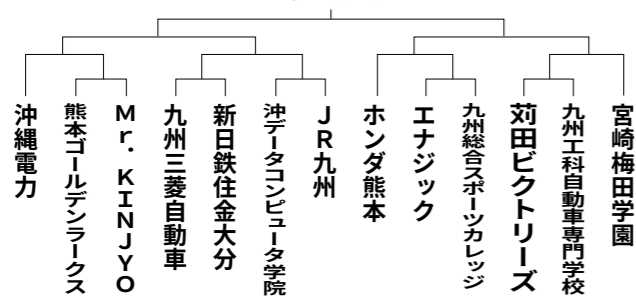 沖縄電力
熊本ゴールデンラークス
Mr.KINJYO
九州三菱自動車
新日鉄住金大分
沖データコンピュータ学院
JR九州
ホンダ熊本
エナジック
九州総合スポーツカレッジ
苅田ビクトリーズ
九州工科自動車専門学校
宮崎梅田学園